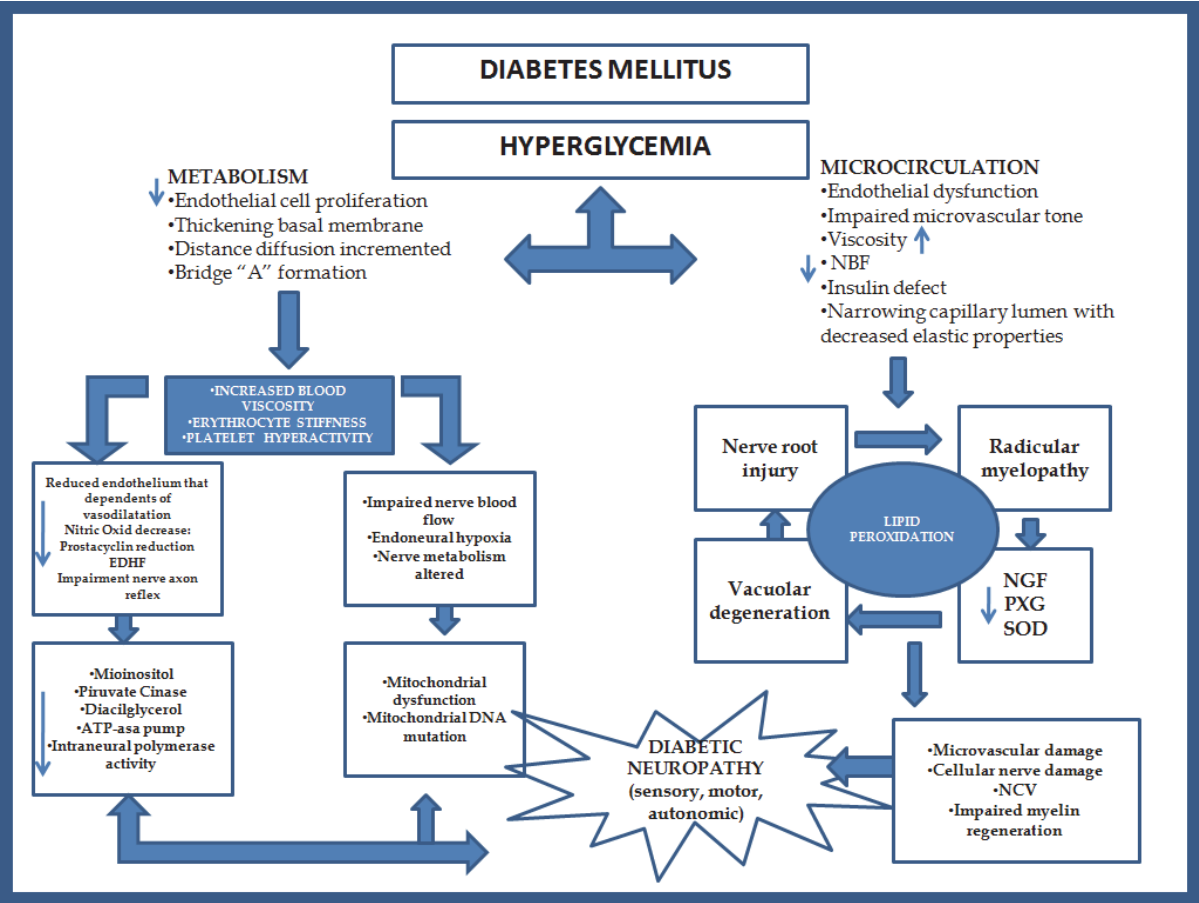 DIABETES MELLITUS
HYPERGLYCEMIA
METABOLISM
•Endothelial cell proliferation
•Thickening basal membrane
•Distance diffusion incremented
•Bridge “A” formation
MICROCIRCULATION
•Endothelial dysfunction
•Impaired microvascular tone
•Viscosity
• NBF
•Insulin defect
•Narrowing capillary lumen with
decreased elastic properties
•INCREASED BLOOD
VISCOSITY
•ERYTHROCYTE STIFFNESS
•PLATELET HYPERACTIVITY
Reduced endothelium that
dependents of
vasodilatation
Nitric Oxid decrease:
Prostacyclin reduction
EDHF
Impairment nerve axon
reflex
•Impaired nerve blood
flow
•Endoneural hypoxia
•Nerve metabolism
altered
•Mioinositol
•Piruvate Cinase
•Diacilglycerol
•ATP-asa pump
•Intraneural polymerase
activity
•Mitochondrial
dysfunction
•Mitochondrial DNA
mutation
Nerve root
injury
Radicular
myelopathy
LIPID
PEROXIDATION
Vacuolar
degeneration
NGF
PXG
SOD
DIABETIC
NEUROPATHY
(sensory, motor,
autonomic)
•Microvascular damage
•Cellular nerve damage
•NCV
•Impaired myelin
regeneration